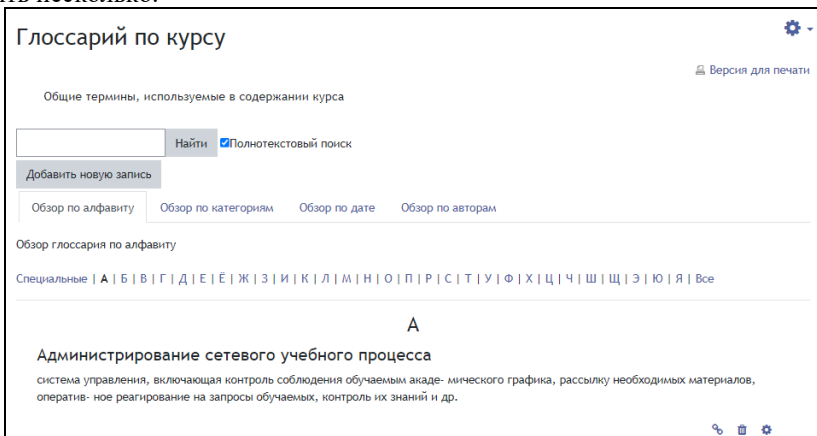 несколько.
Глоссарий по курсу
Версия для печати
Общие термины, используемые в содержании курса
Найти Полнотекстовый поиск
Добавить новую запись
Обзор по алфавиту Обзор по категориям Обзор по дате Обзор по авторам
Обзор глоссария по алфавиту
Специальные | А | Б | В | Г | Д | Е | Ё | Ж | З | И | К | Л | М | Н | О | П | Р | С | Т | У | Ф | Х | Ц | Ч | Ш | Щ | Э | Ю | Я | Все
А
Администрирование сетевого учебного процесса
система управления, включающая контроль соблюдения обучаемым акаде- мического графика, рассылку необходимых материалов,
оператив- ное реагирование на запросы обучаемых, контроль их знаний и др.